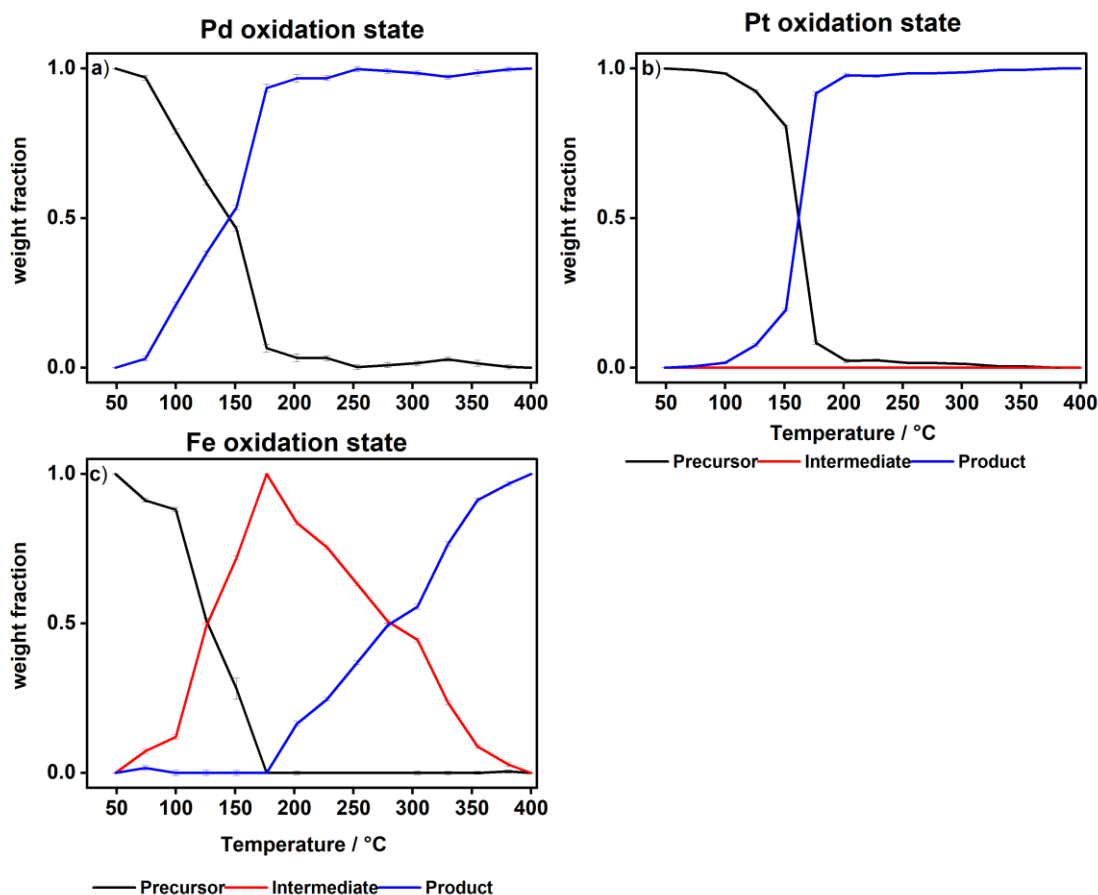 Pd oxidation state
a)
weight fraction
1.0
0.5
0.0
50 100 150 200 250 300 350 400
Pt oxidation state
b)
weight fraction
1.0
0.5
0.0
50 100 150 200 250 300 350 400
Temperature / °C
Precursor Intermediate Product
Fe oxidation state
c)
weight fraction
1.0
0.5
0.0
50 100 150 200 250 300 350 400
Temperature / °C
Precursor Intermediate Product